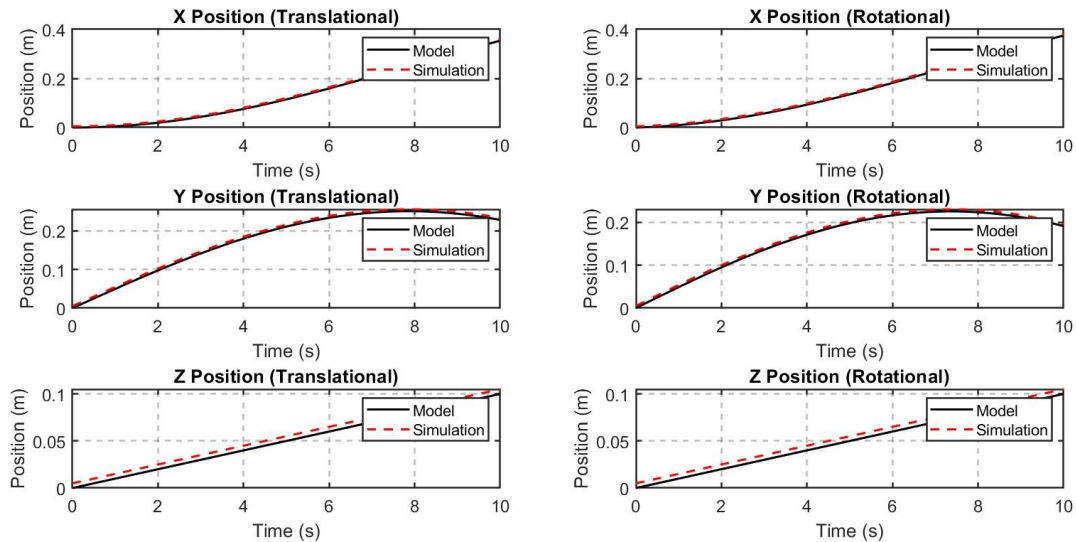 X Position (Translational)
Position (m)
0.4
0.2
0
Model
Simulation
0 2 4 6 8 10
Time (s)
X Position (Rotational)
Position (m)
0.4
0.2
0
Model
Simulation
0 2 4 6 8 10
Time (s)
Y Position (Translational)
Position (m)
0.2
0.1
0
Model
Simulation
0 2 4 6 8 10
Time (s)
Y Position (Rotational)
Position (m)
0.2
0.1
0
Model
Simulation
0 2 4 6 8 10
Time (s)
Z Position (Translational)
Position (m)
0.1
0.05
0
Model
Simulation
0 2 4 6 8 10
Time (s)
Z Position (Rotational)
Position (m)
0.1
0.05
0
Model
Simulation
0 2 4 6 8 10
Time (s)